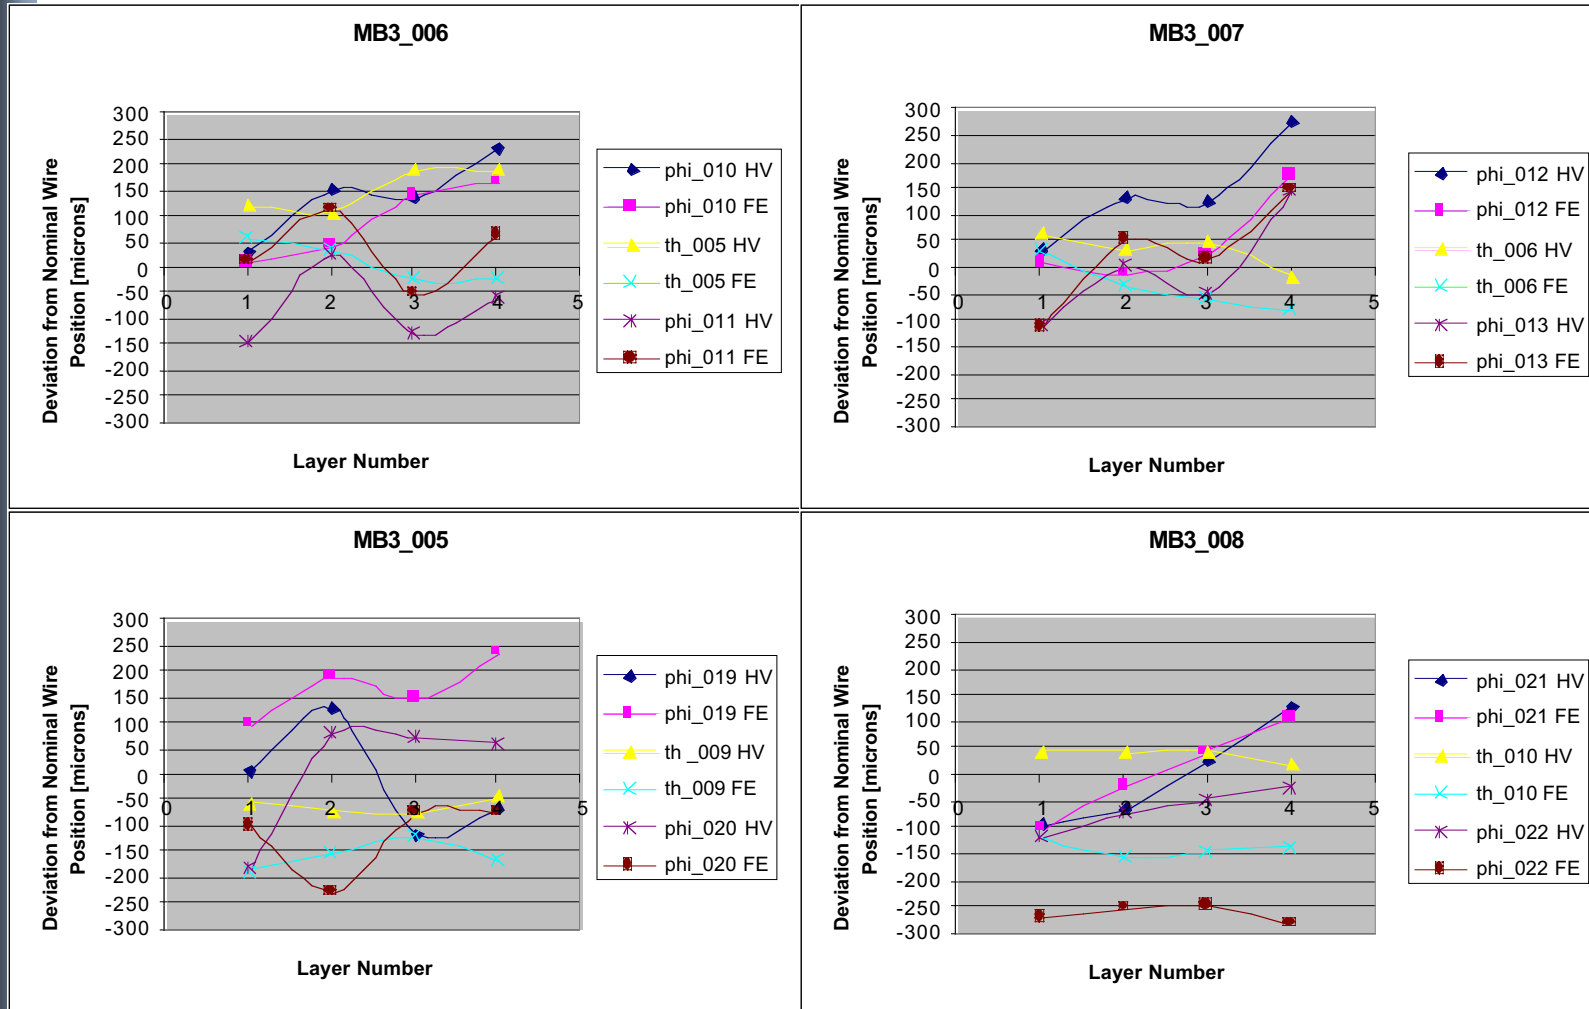 MB3_006
300
250
200
150
100
50
0
-50
-100
-150
-200
-250
-300
0
1
2
3
4
5
Deviation from Nominal Wire
Position [microns]
Layer Number
phi_010 HV
phi_010 FE
th_005 HV
th_005 FE
phi_011 HV
phi_011 FE
MB3_007
300
250
200
150
100
50
0
-50
-100
-150
-200
-250
-300
0
1
2
3
4
5
Deviation from Nominal Wire
Position [microns]
Layer Number
phi_012 HV
phi_012 FE
th_006 HV
th_006 FE
phi_013 HV
phi_013 FE
MB3_005
300
250
200
150
100
50
0
-50
-100
-150
-200
-250
-300
0
1
2
3
4
5
Deviation from Nominal Wire
Position [microns]
Layer Number
phi_019 HV
phi_019 FE
th _009 HV
th_009 FE
phi_020 HV
phi_020 FE
MB3_008
300
250
200
150
100
50
0
-50
-100
-150
-200
-250
-300
0
1
2
3
4
5
Deviation from Nominal Wire
Position [microns]
Layer Number
phi_021 HV
phi_021 FE
th_010 HV
th_010 FE
phi_022 HV
phi_022 FE